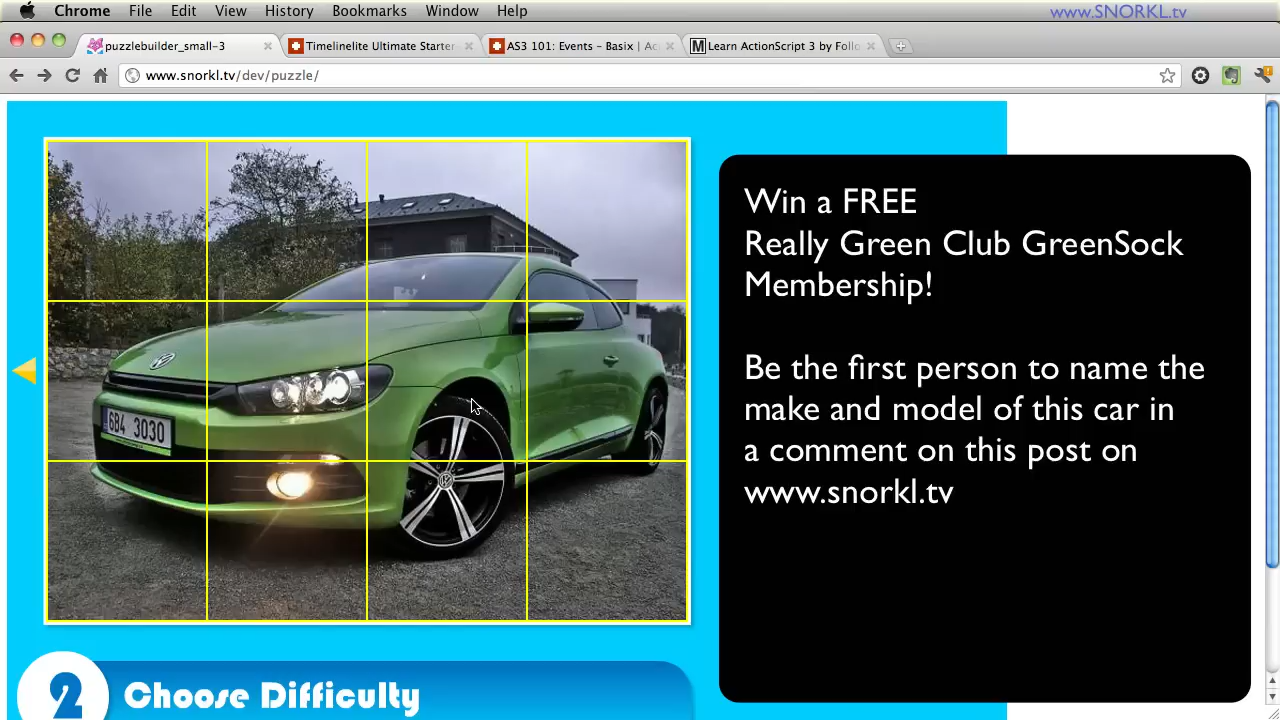 Chrome File Edit View History Bookmarks Window Help
www.SNORKL.tv
puzzlebuilder_small-3
Timelinelite Ultimate Starter
AS3 101: Events – Basix | Ac
Learn ActionScript 3 by Follo
www.snorkl.tv/dev/puzzle/
Win a FREE
Really Green Club GreenSock
Membership!
Be the first person to name the
make and model of this car in
a comment on this post on
www.snorkl.tv
6B4 3030
2 Choose Difficulty